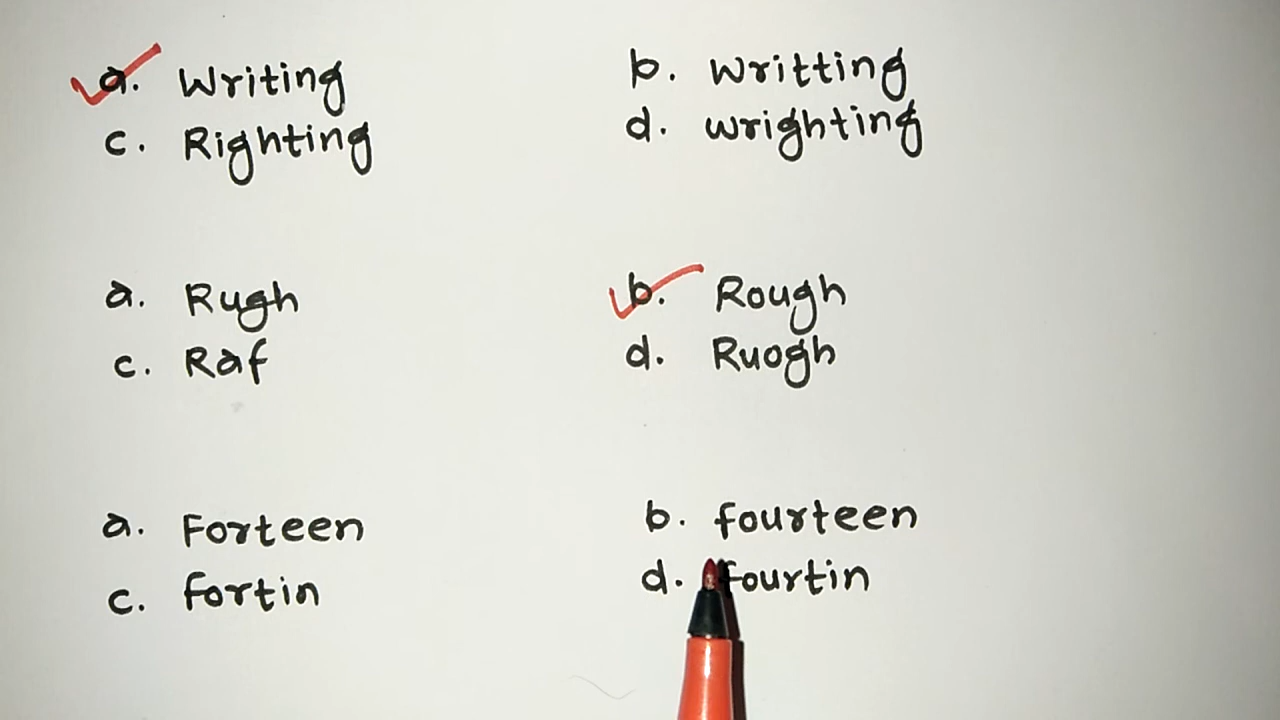 a. Writing b. writting
c. Righting d. wrighting
a. Rugh b. Rough
c. Raf d. Ruogh
a. Forteen b. fourteen
c. fortin d. fourtin